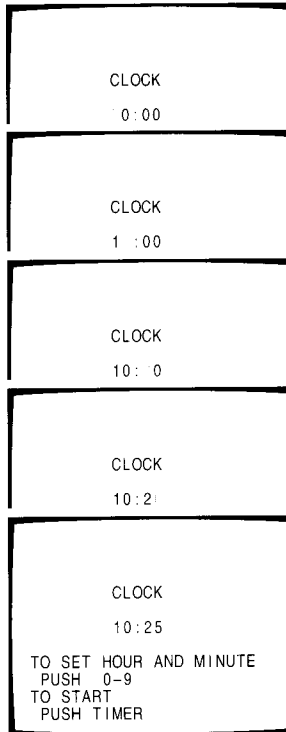 CLOCK
0:00
CLOCK
1 :00
CLOCK
10: 0
CLOCK
10:2
CLOCK
10:25
TO SET HOUR AND MINUTE
PUSH 0-9
TO START
PUSH TIMER